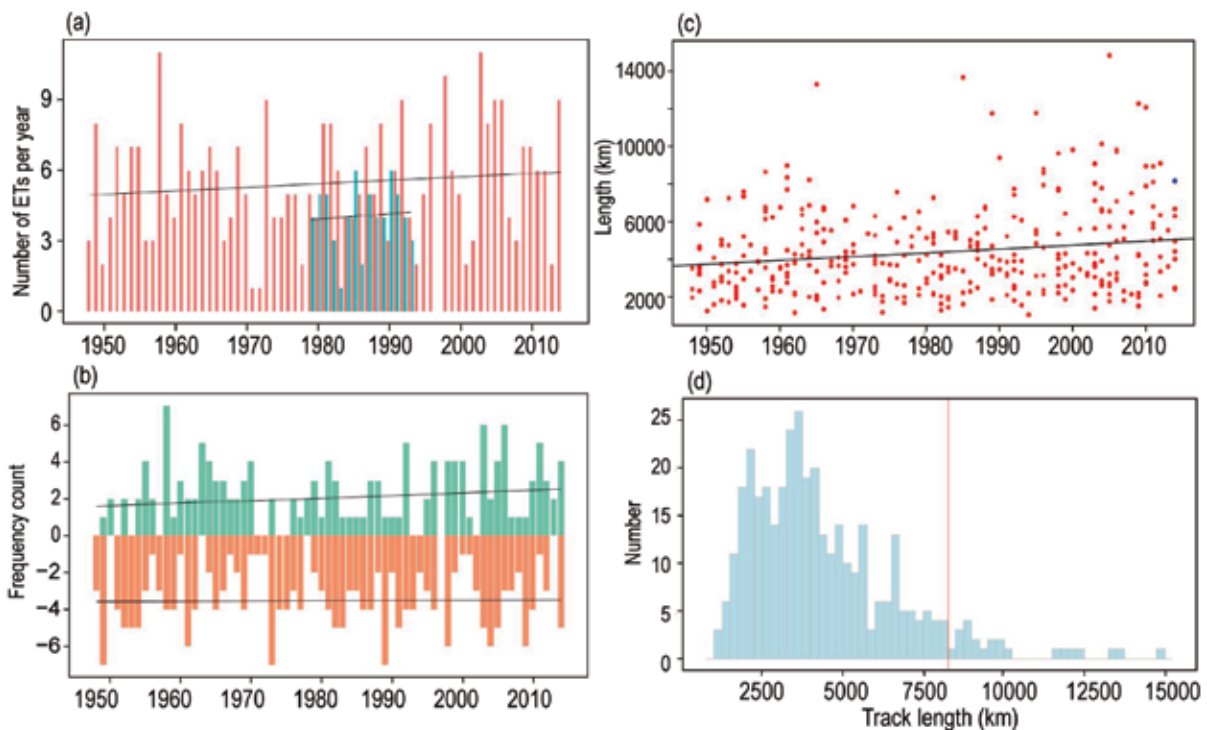 (a)
Number of ETs per year
9
6
3
0
1950 1960 1970 1980 1990 2000 2010
(b)
Frequency count
6
4
2
0
−2
−4
−6
1950 1960 1970 1980 1990 2000 2010
(c)
Length (km)
14000
10000
6000
2000
1950 1960 1970 1980 1990 2000 2010
(d)
Number
25
20
15
10
5
0
2500 5000 7500 10000 12500 15000
Track length (km)